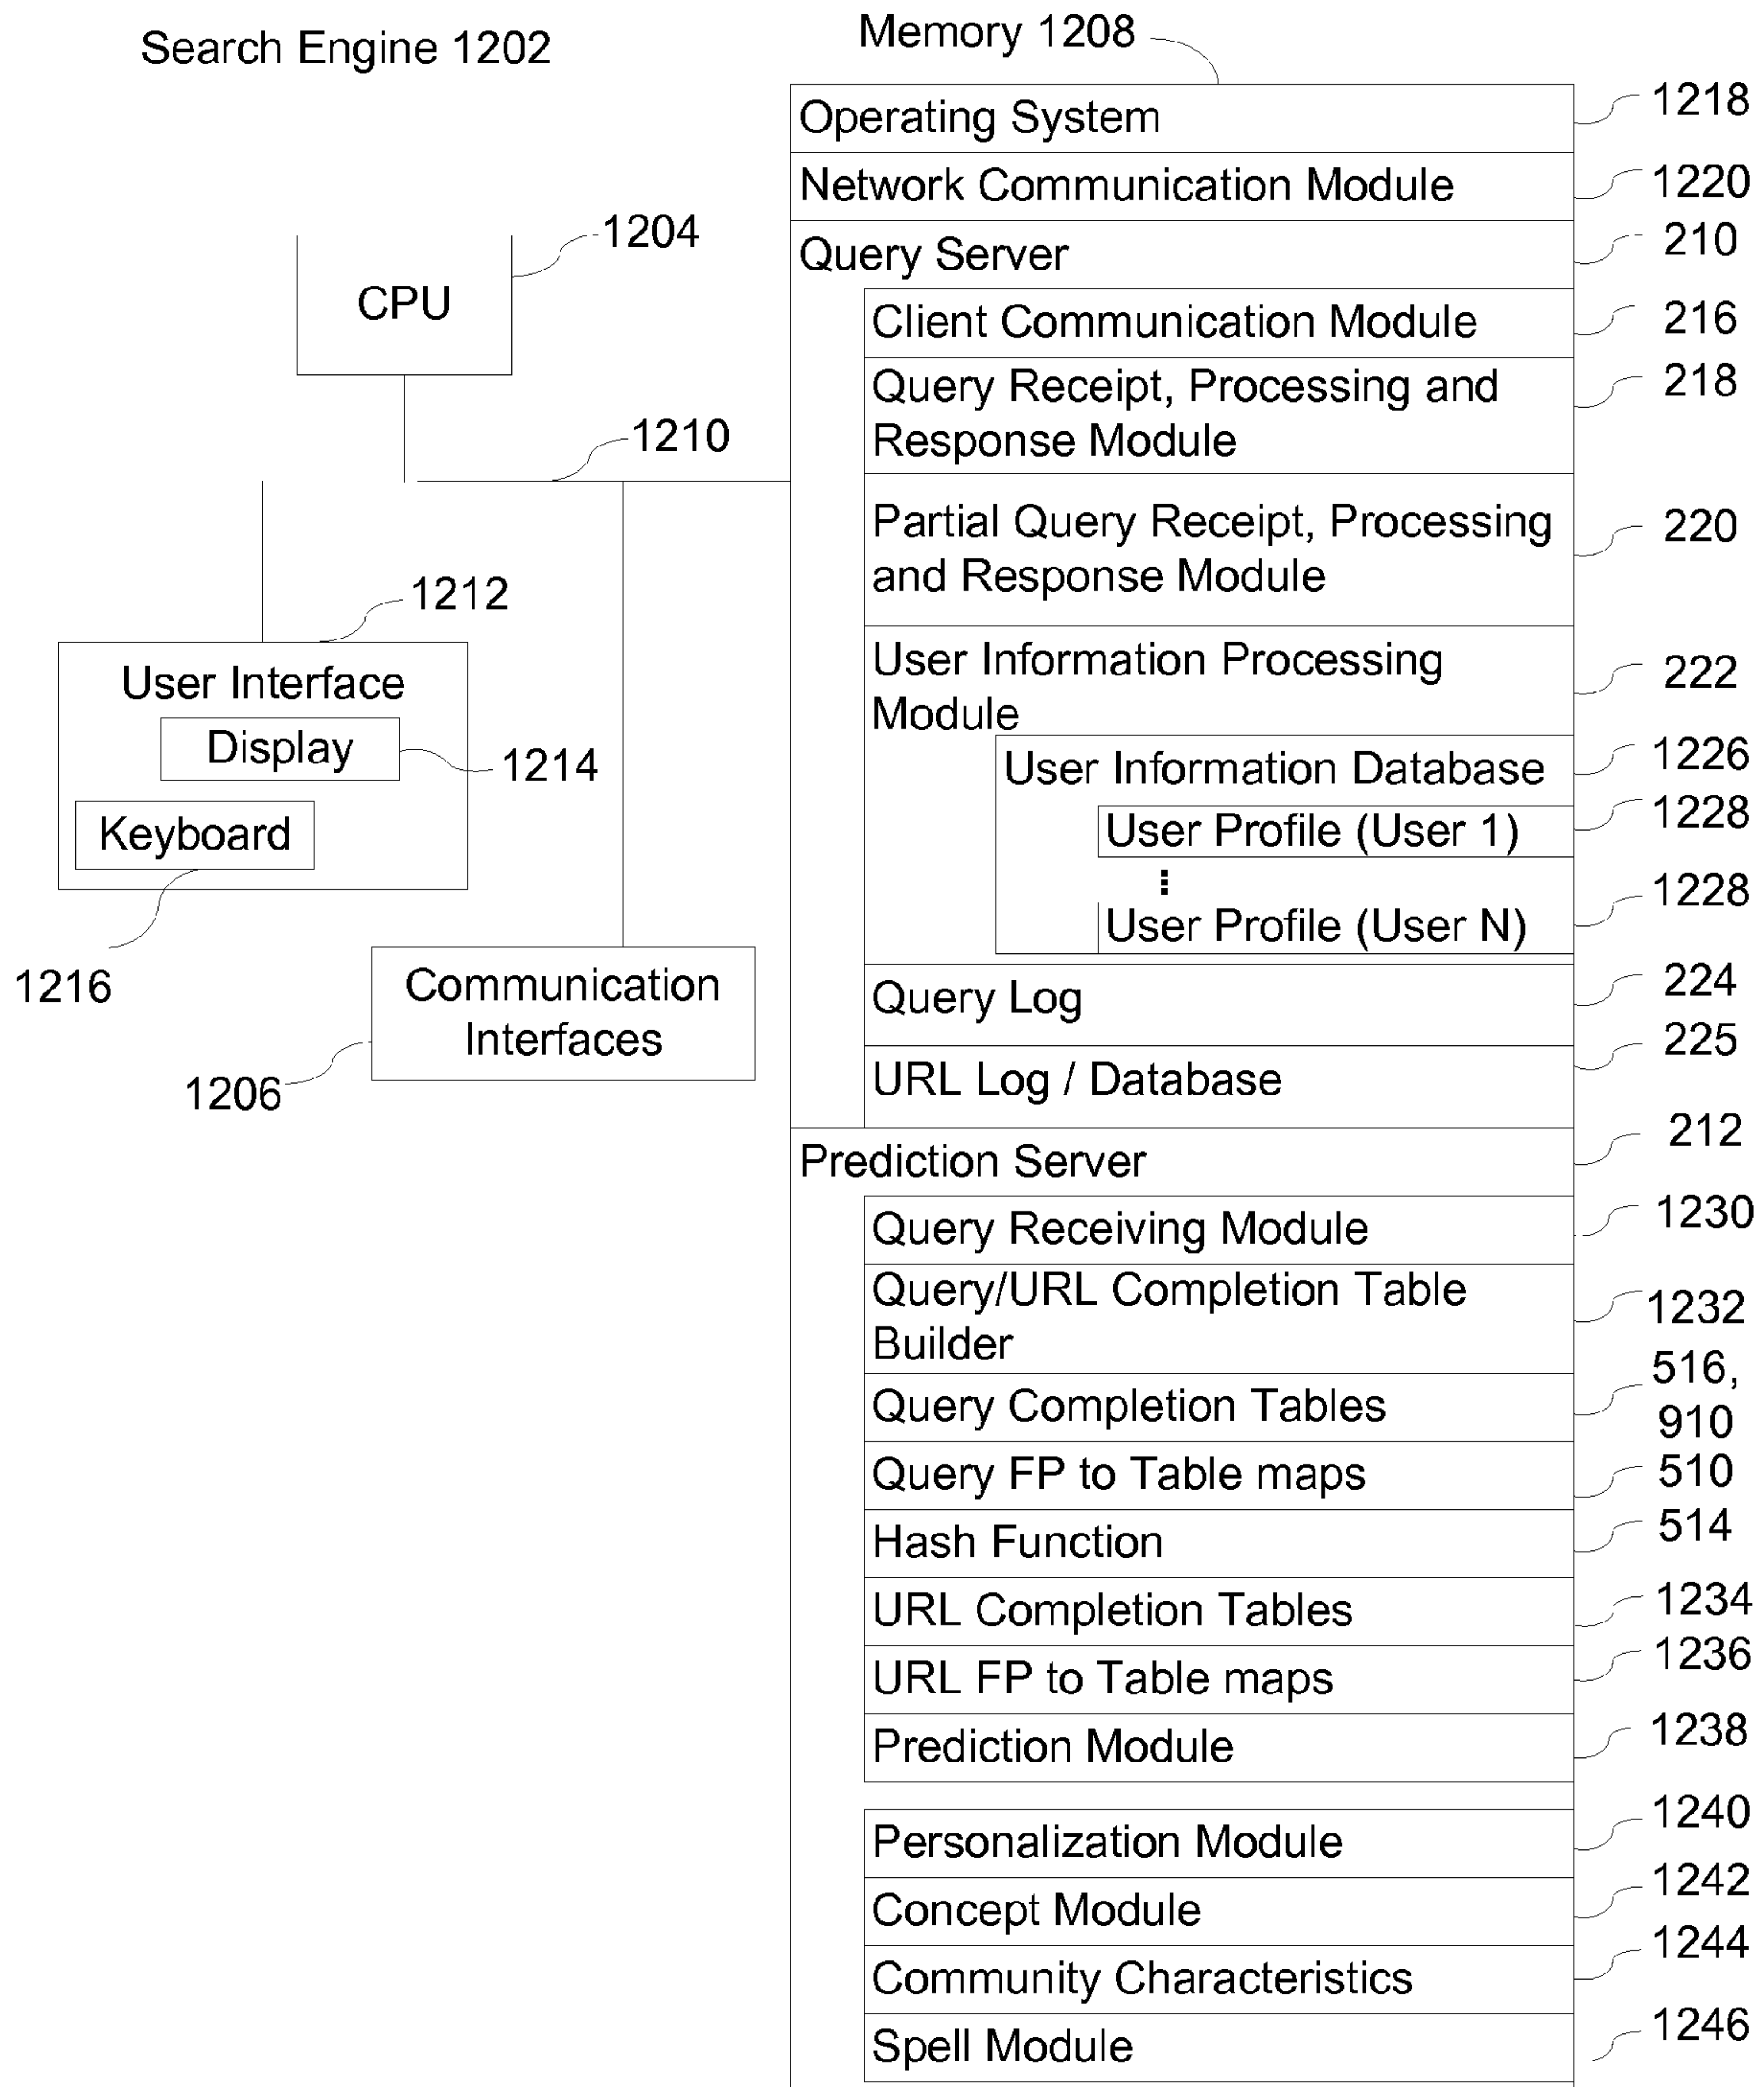 Search Engine 1202
Memory 1208
Operating System
1218
Network Communication Module
1220
Query Server
210
Client Communication Module
216
Query Receipt, Processing and
Response Module
218
Partial Query Receipt, Processing
and Response Module
220
User Information Processing
Module
222
User Information Database
1226
User Profile (User 1)
1228
User Profile (User N)
1228
Query Log
224
URL Log / Database
225
Prediction Server
212
Query Receiving Module
1230
Query/URL Completion Table
Builder
1232
Query Completion Tables
516,
910
Query FP to Table maps
510
Hash Function
514
URL Completion Tables
1234
URL FP to Table maps
1236
Prediction Module
1238
Personalization Module
1240
Concept Module
1242
Community Characteristics
1244
Spell Module
1246
CPU
1204
1210
1212
User Interface
Display
1214
Keyboard
1216
Communication
Interfaces
1206